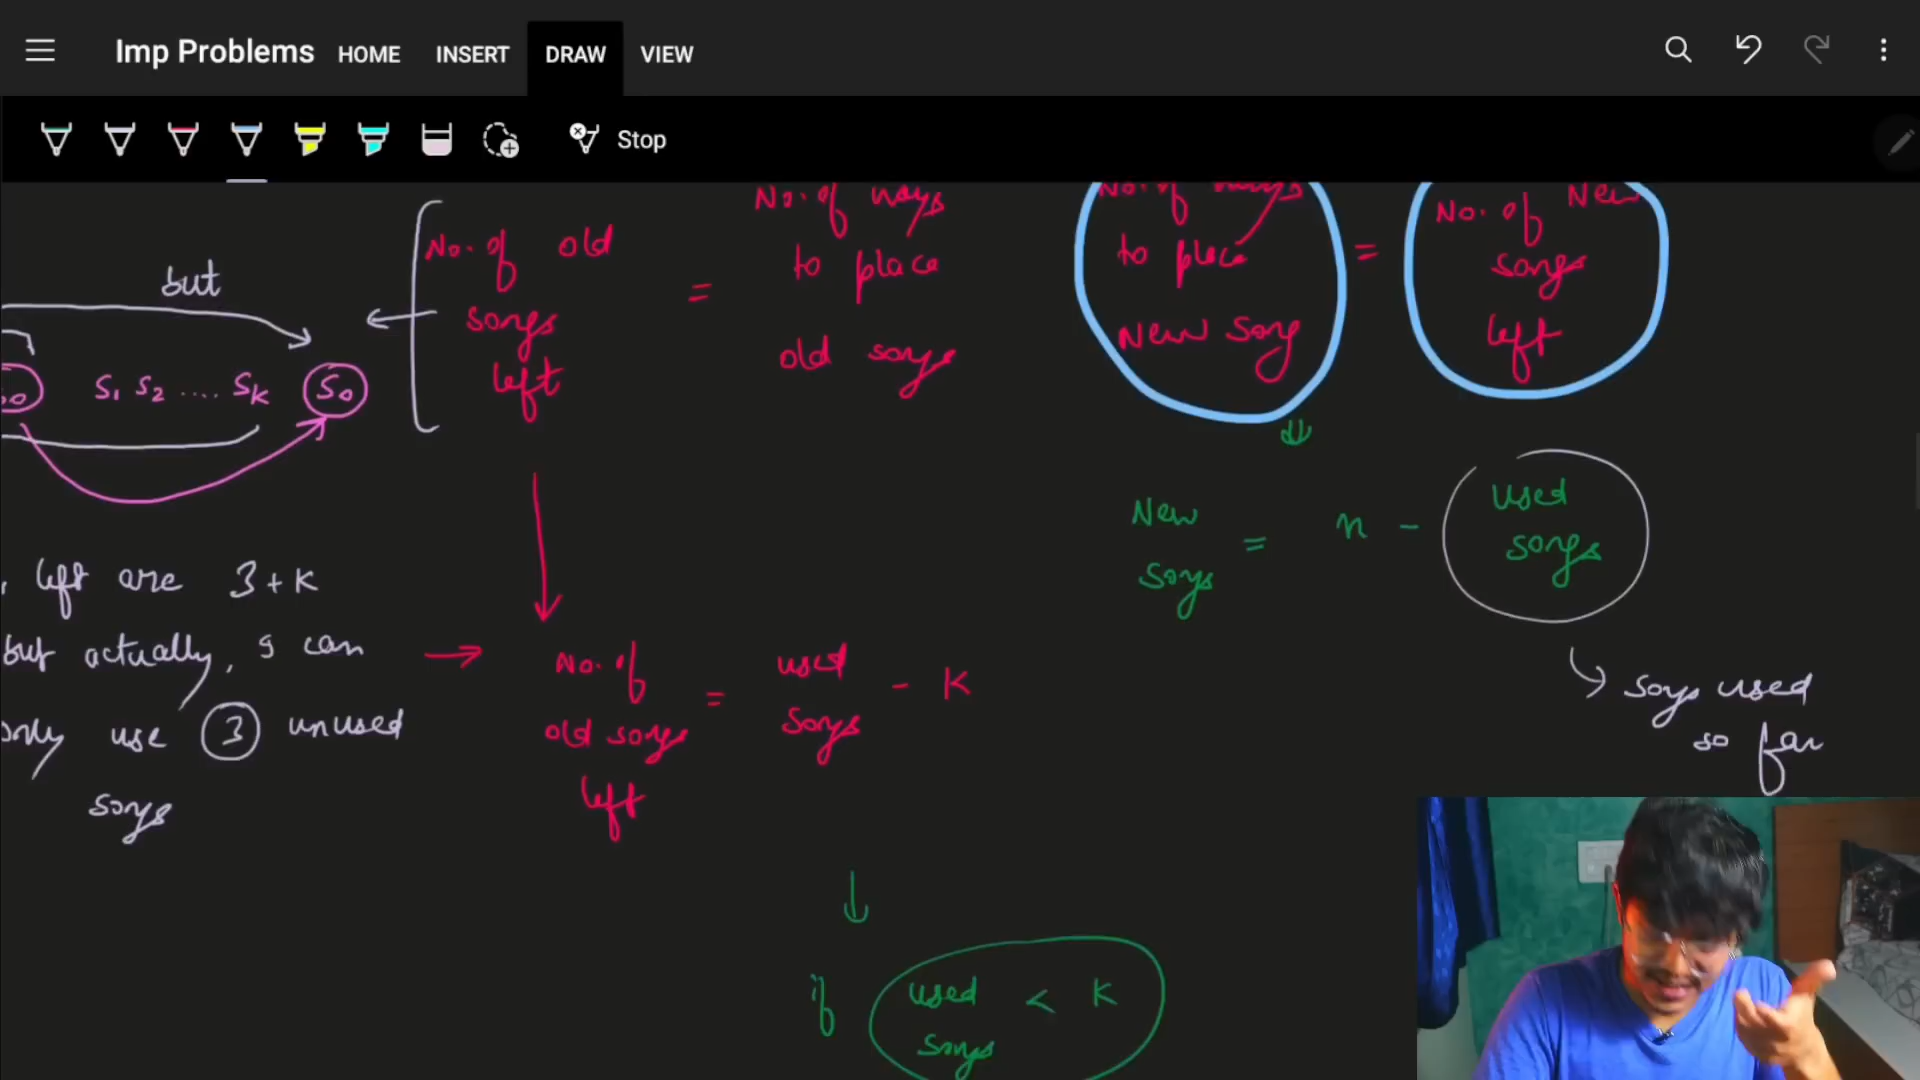 Imp Problems HOME INSERT DRAW VIEW
Stop
but
S1 S2 .... SK S0
No. of old
songs
left
=
No. of ways
to place
old songs
No. of ways
to place
New Song
=
No. of New
songs
left
New
songs
= n -
used
songs
songs used
so far
left are 3 + K
but actually, I can
only use 3 unused
songs
No. of
old songs
left
=
used
songs
- K
if used < K
songs